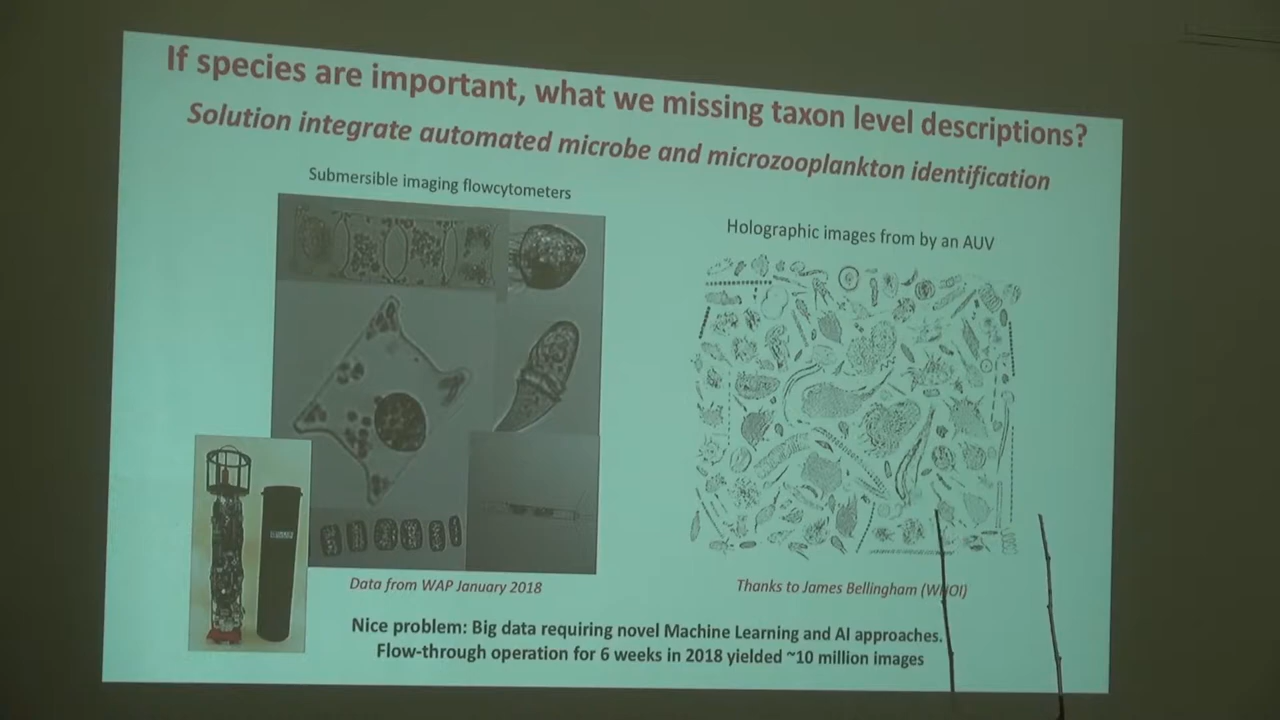 If species are important, what we missing taxon level descriptions?
Solution integrate automated microbe and microzooplankton identification
Submersible imaging flowcytometers
Holographic images from by an AUV
Data from WAP January 2018
Thanks to James Bellingham (WHOI)
Nice problem: Big data requiring novel Machine Learning and AI approaches.
Flow-through operation for 6 weeks in 2018 yielded ~10 million images